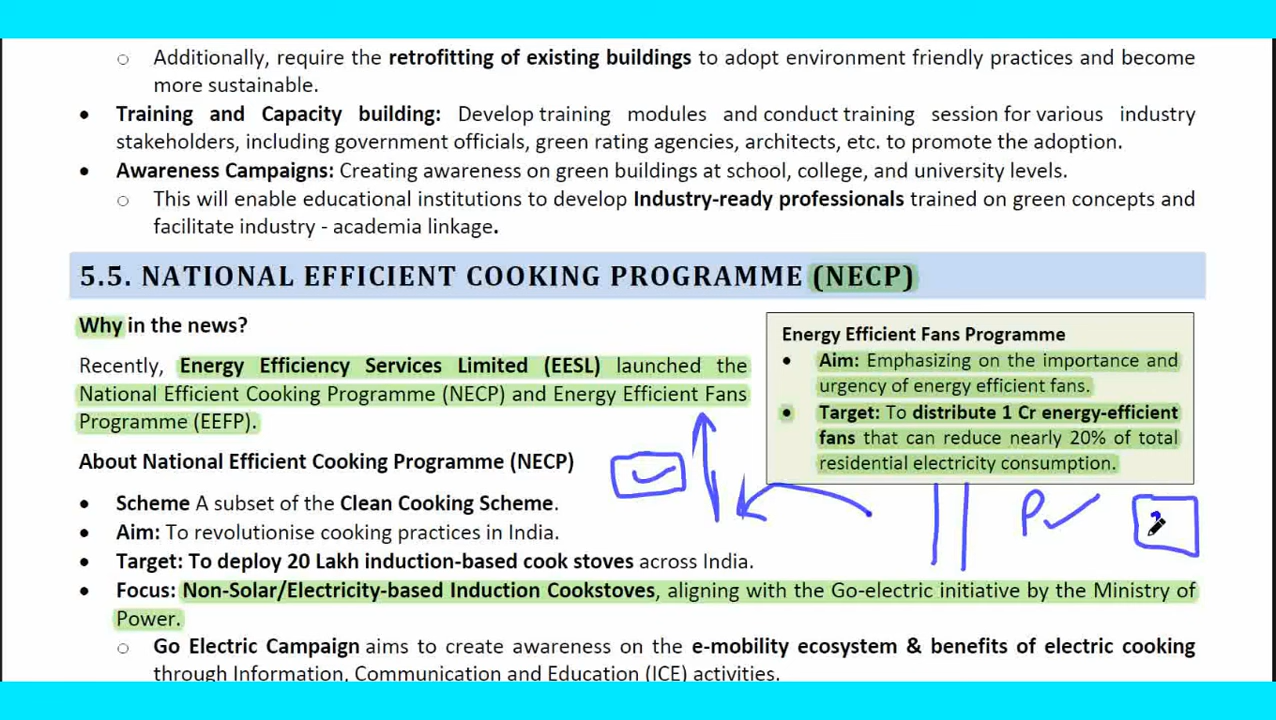 ○ Additionally, require the retrofitting of existing buildings to adopt environment friendly practices and become
more sustainable.
• Training and Capacity building: Develop training modules and conduct training session for various industry
stakeholders, including government officials, green rating agencies, architects, etc. to promote the adoption.
• Awareness Campaigns: Creating awareness on green buildings at school, college, and university levels.
○ This will enable educational institutions to develop Industry-ready professionals trained on green concepts and
facilitate industry - academia linkage.
5.5. NATIONAL EFFICIENT COOKING PROGRAMME (NECP)
Why in the news?
Recently, Energy Efficiency Services Limited (EESL) launched the
National Efficient Cooking Programme (NECP) and Energy Efficient Fans
Programme (EEFP).
Energy Efficient Fans Programme
• Aim: Emphasizing on the importance and
urgency of energy efficient fans.
• Target: To distribute 1 Cr energy-efficient
fans that can reduce nearly 20% of total
residential electricity consumption.
About National Efficient Cooking Programme (NECP)
• Scheme A subset of the Clean Cooking Scheme.
• Aim: To revolutionise cooking practices in India.
P
• Target: To deploy 20 Lakh induction-based cook stoves across India.
• Focus: Non-Solar/Electricity-based Induction Cookstoves, aligning with the Go-electric initiative by the Ministry of
Power.
○ Go Electric Campaign aims to create awareness on the e-mobility ecosystem & benefits of electric cooking
through Information, Communication and Education (ICE) activities.